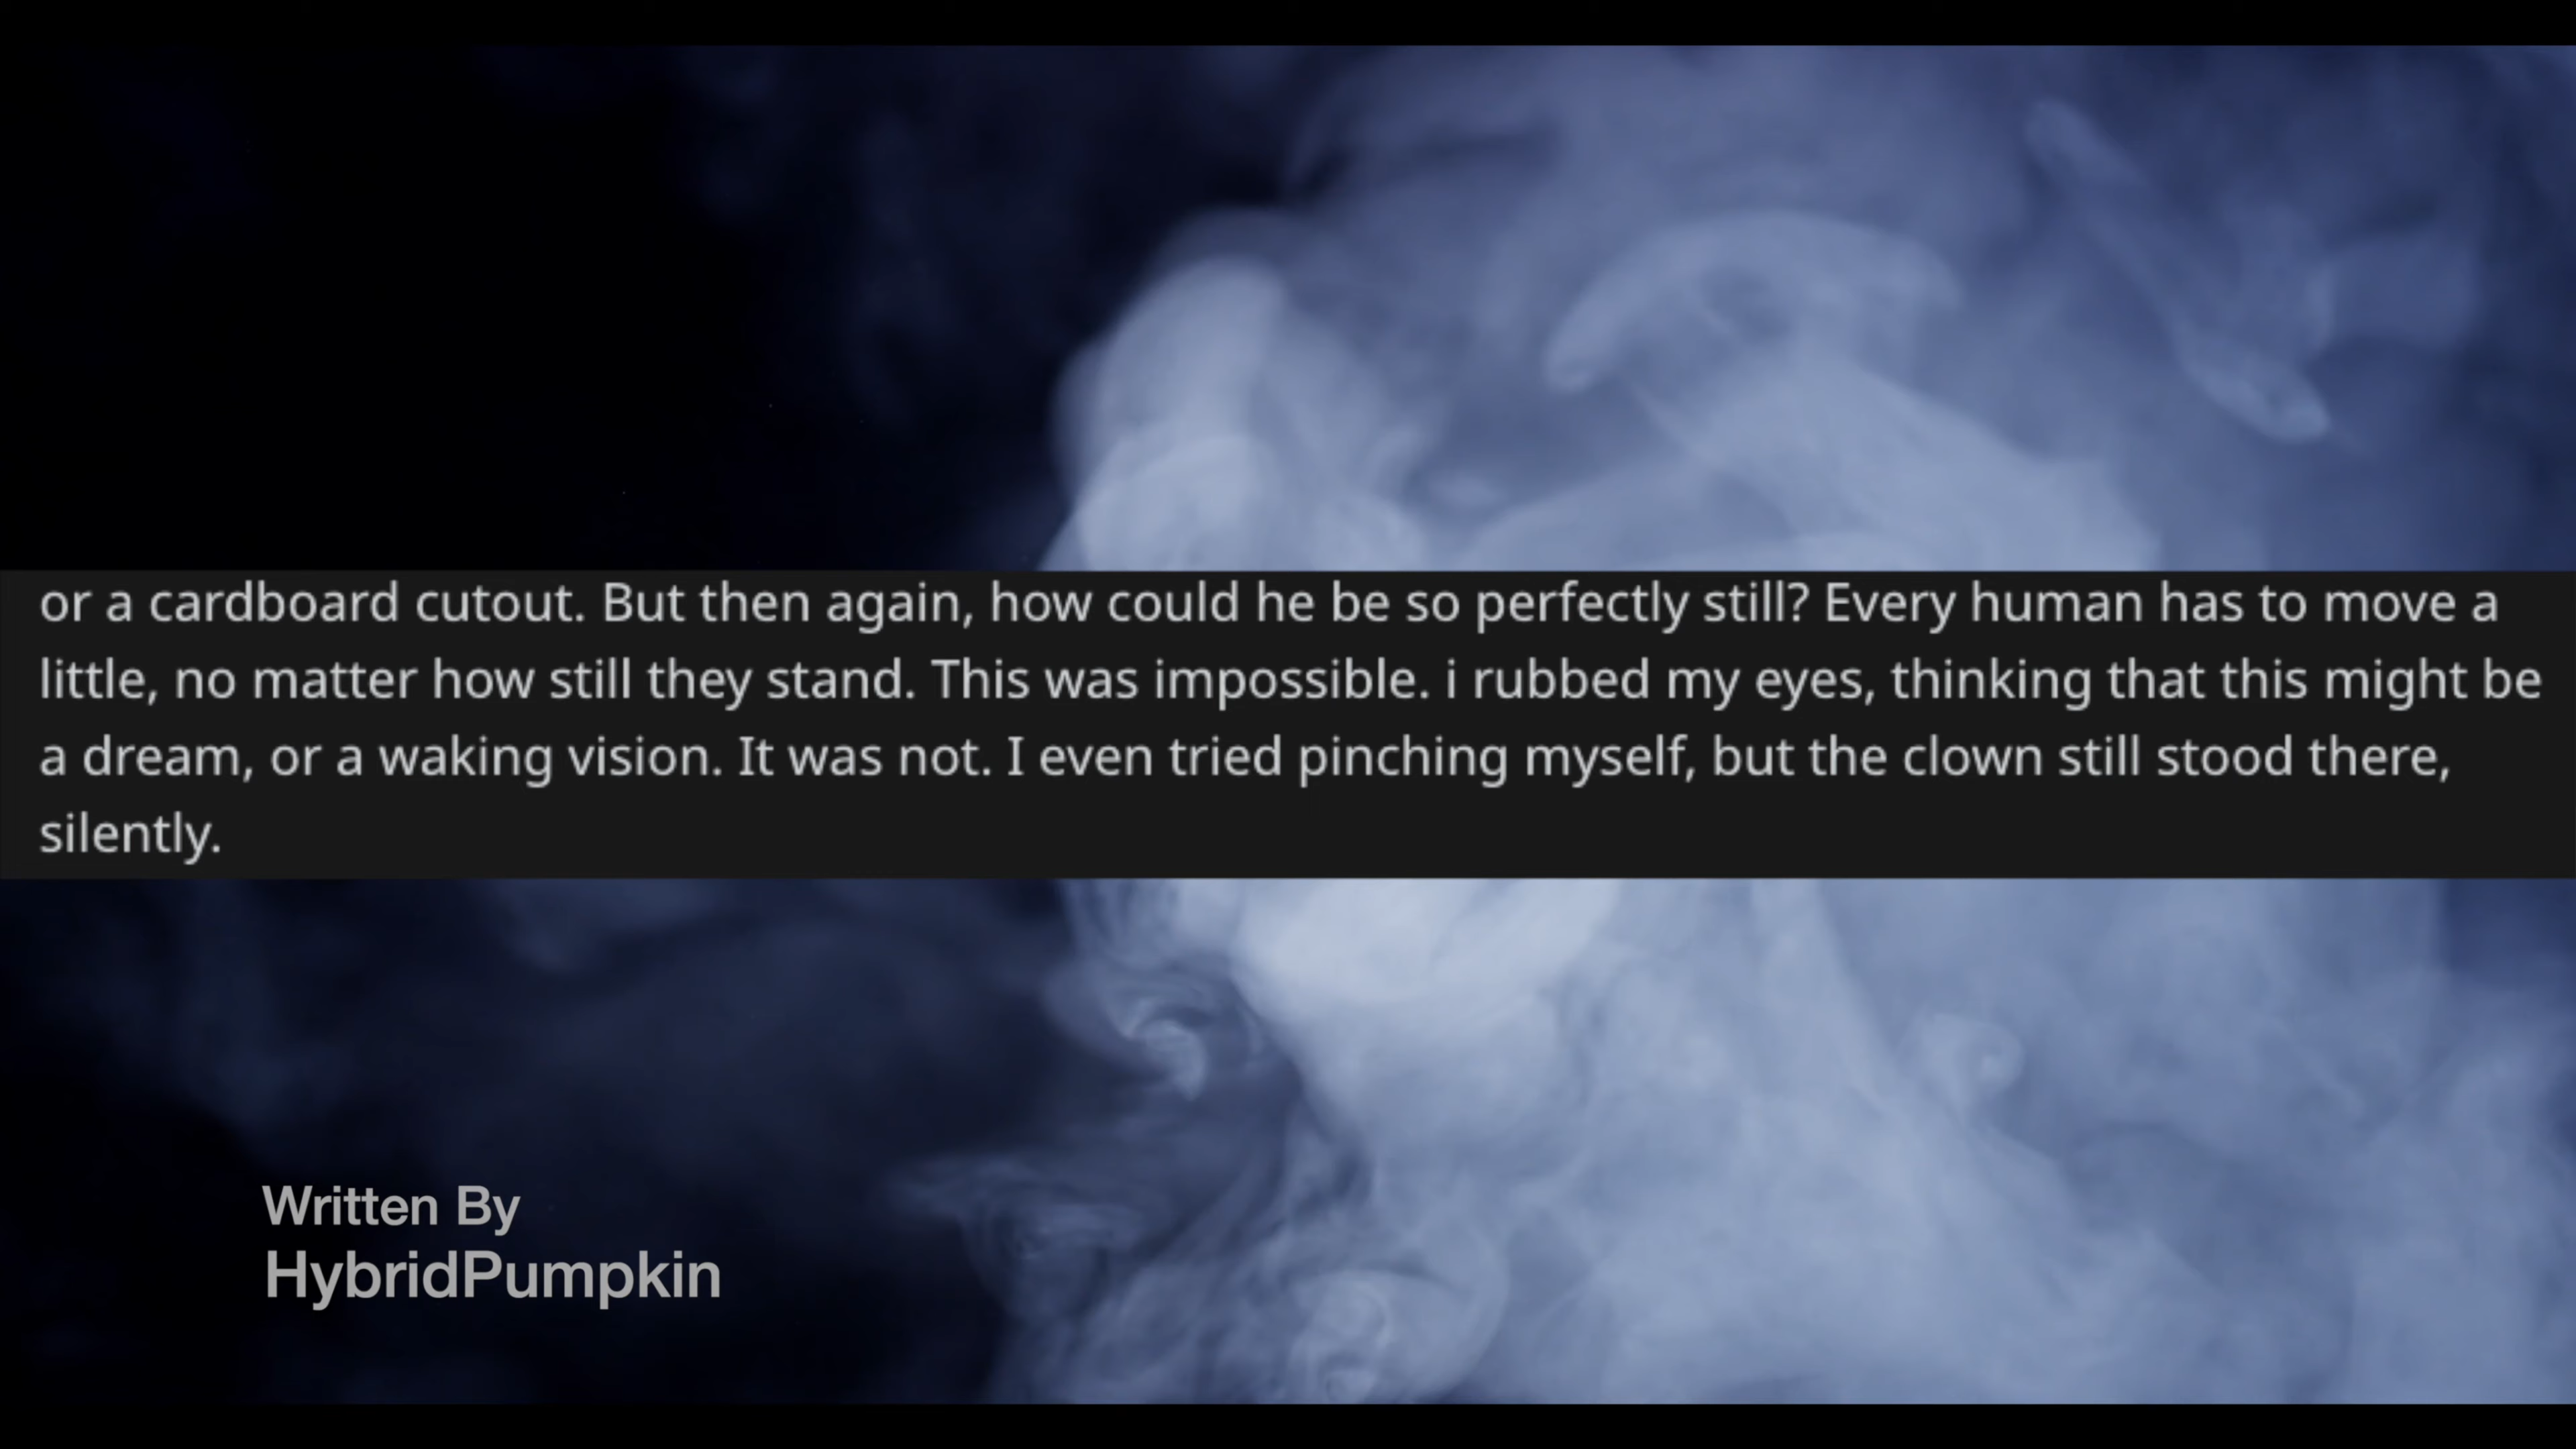 or a cardboard cutout. But then again, how could he be so perfectly still? Every human has to move a
little, no matter how still they stand. This was impossible. i rubbed my eyes, thinking that this might be
a dream, or a waking vision. It was not. I even tried pinching myself, but the clown still stood there,
silently.
Written By
HybridPumpkin